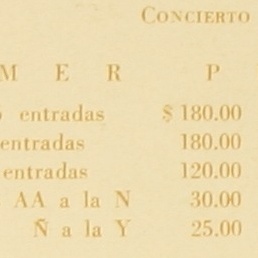 CONCIERTO
M E R P
entradas $ 180.00
entradas 180.00
entradas 120.00
AA a la N 30.00
Ñ a la Y 25.00